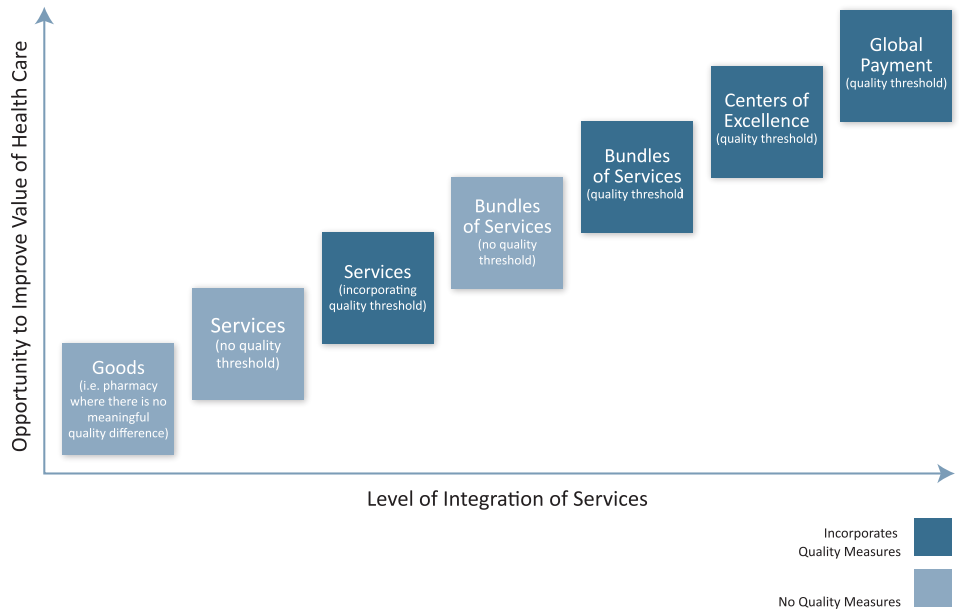 Opportunity to Improve Value of Health Care
Goods
(i.e. pharmacy
where there is no
meaningful
quality difference)
Services
(no quality
threshold)
Services
(incorporating
quality threshold)
Bundles
of Services
(no quality
threshold)
Bundles
of Services
(quality threshold)
Centers of
Excellence
(quality threshold)
Global
Payment
(quality threshold)
Level of Integration of Services
Incorporates
Quality Measures
No Quality Measures